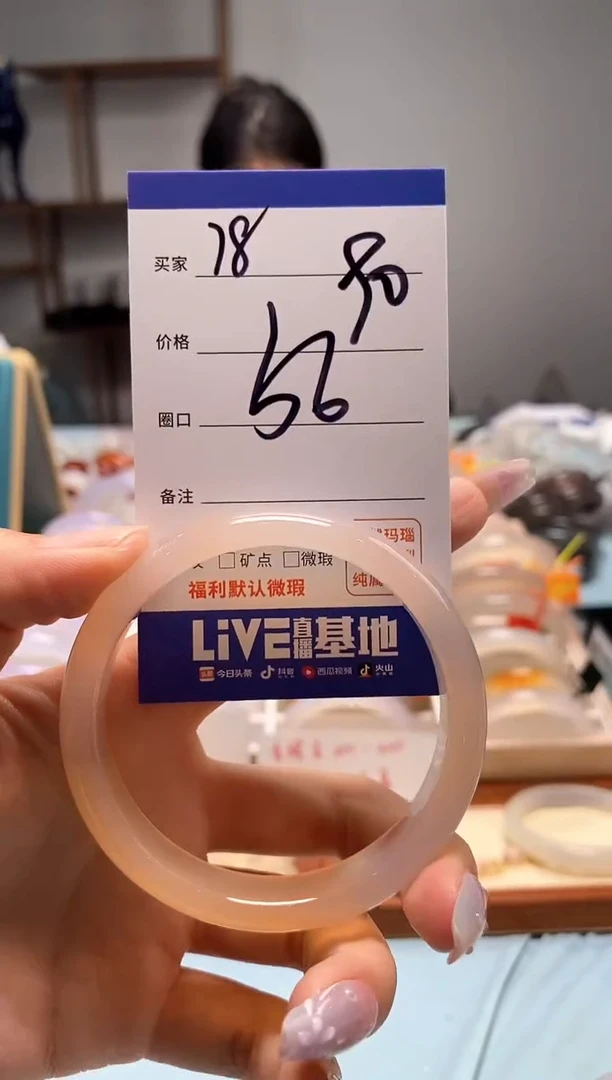 买家 18 90
价格
圈口 56
备注
玛瑙
□矿点 □微瑕
福利默认微瑕
LiVE直播基地
今日头条 抖音 西瓜视频 火山